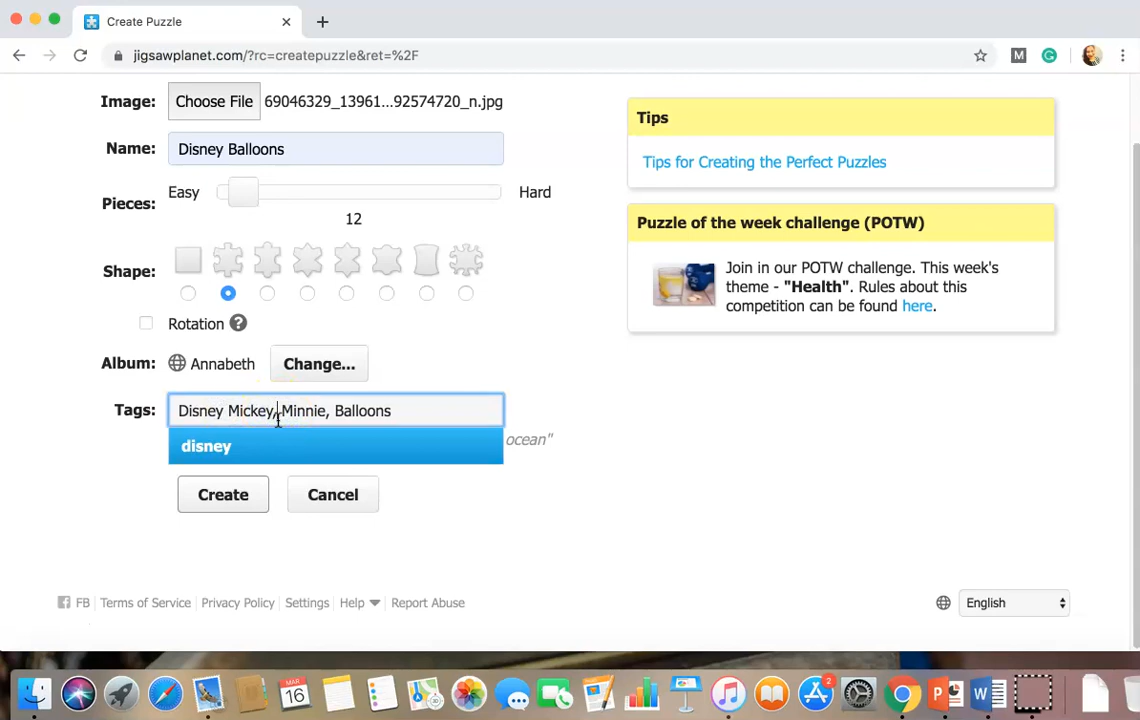 Create Puzzle
jigsawplanet.com/?rc=createpuzzle&ret=%2F
M
G
Image: Choose File 69046329_13961...92574720_n.jpg
Name: Disney Balloons
Pieces: Easy Hard
12
Shape:
Rotation ?
Album: Annabeth Change...
Tags: Disney Mickey, Minnie, Balloons
disney
ocean"
Create Cancel
Tips
Tips for Creating the Perfect Puzzles
Puzzle of the week challenge (POTW)
Join in our POTW challenge. This week's
theme - "Health". Rules about this
competition can be found here.
FB Terms of Service Privacy Policy Settings Help Report Abuse
English
MAR
16
2
P
W